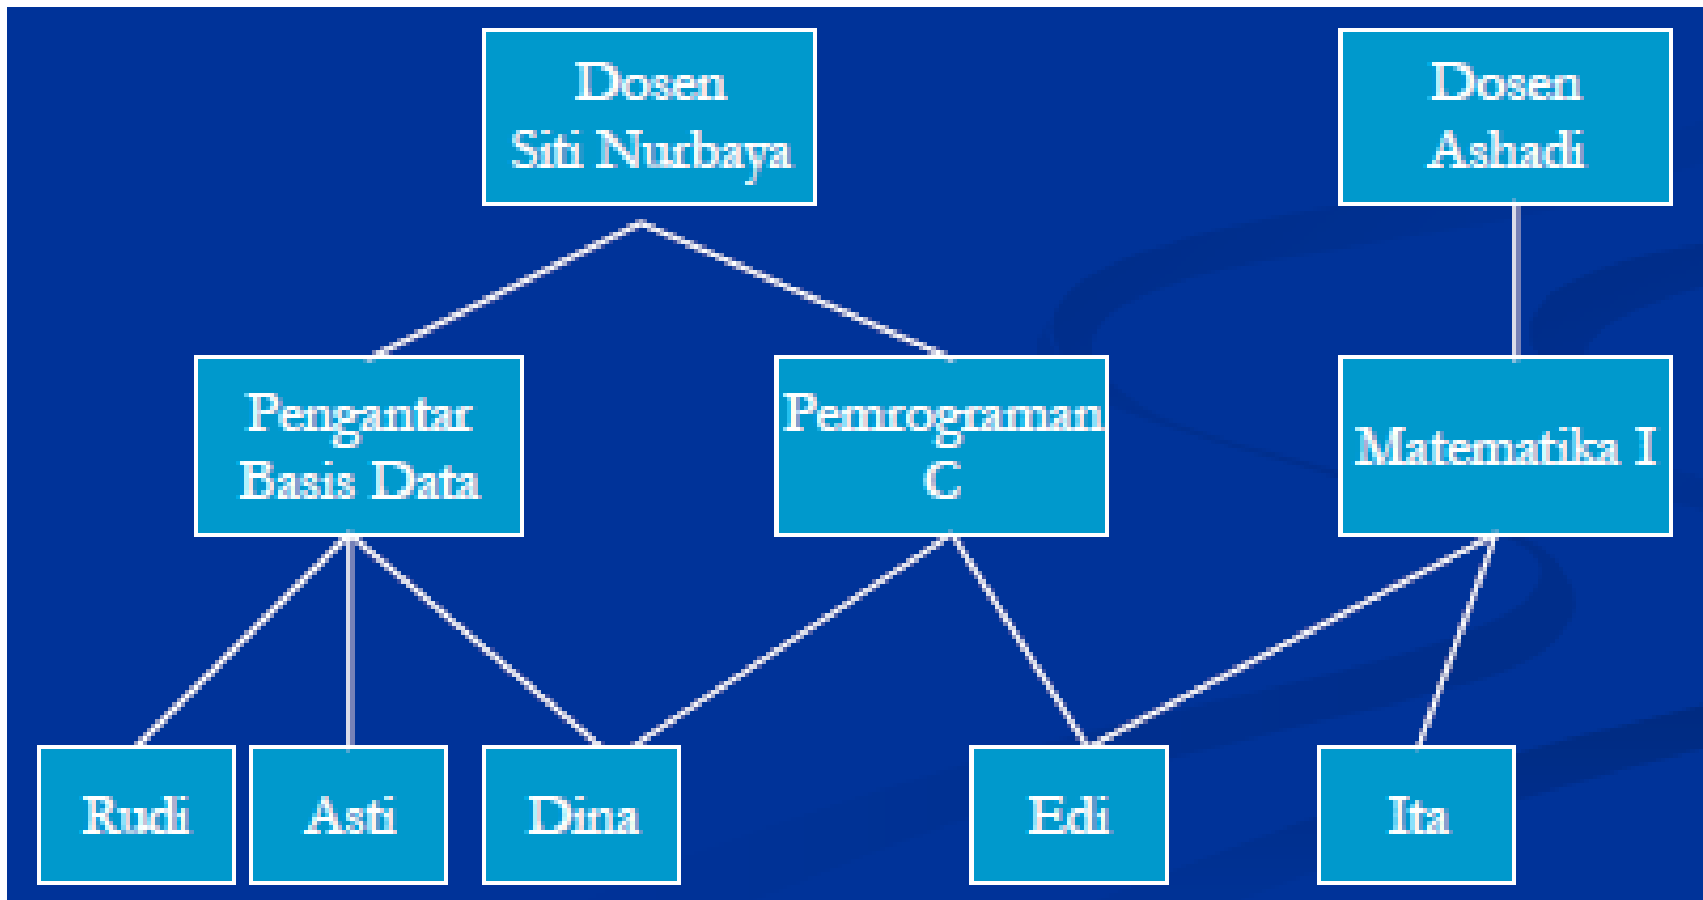 Dosen
Siti Nurbaya
Dosen
Ashadi
Pengantar
Basis Data
Pemrograman
C
Matematika I
Rudi
Asti
Dina
Edi
Ita